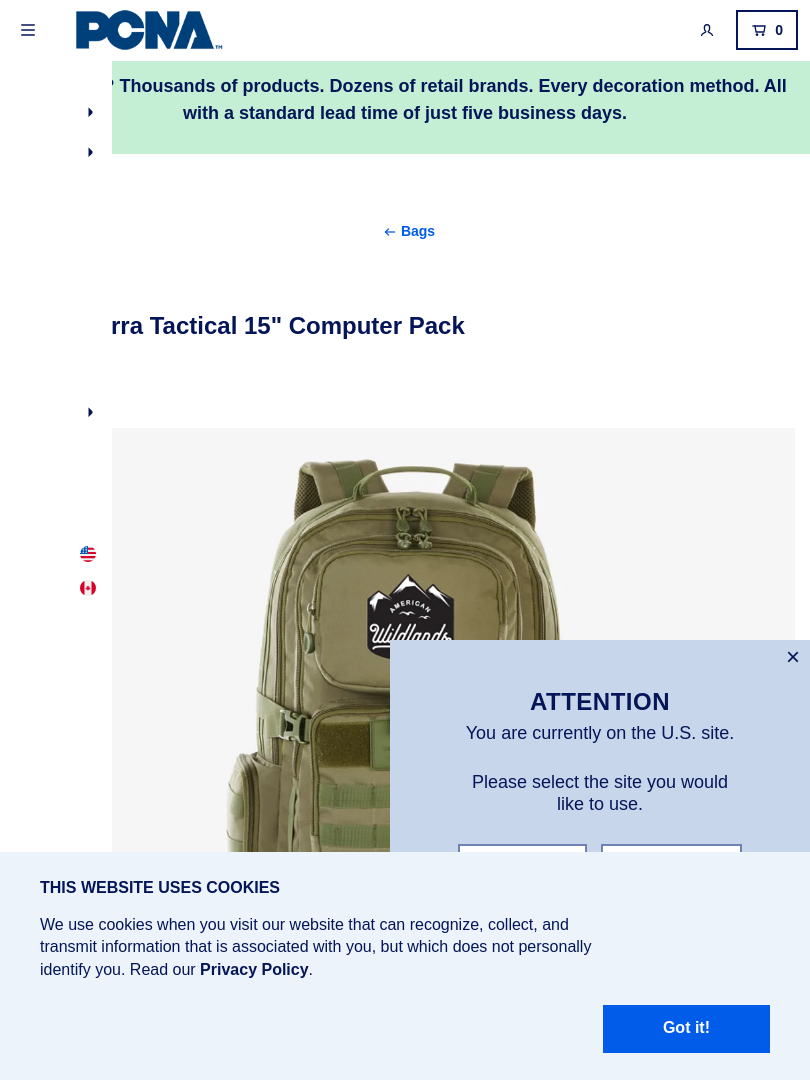 PCNA
TM
0
? Thousands of products. Dozens of retail brands. Every decoration method. All
with a standard lead time of just five business days.
Bags
rra Tactical 15" Computer Pack
AMERICAN
Wildlands
ATTENTION
You are currently on the U.S. site.
Please select the site you would
like to use.
THIS WEBSITE USES COOKIES
We use cookies when you visit our website that can recognize, collect, and
transmit information that is associated with you, but which does not personally
identify you. Read our Privacy Policy.
Got it!